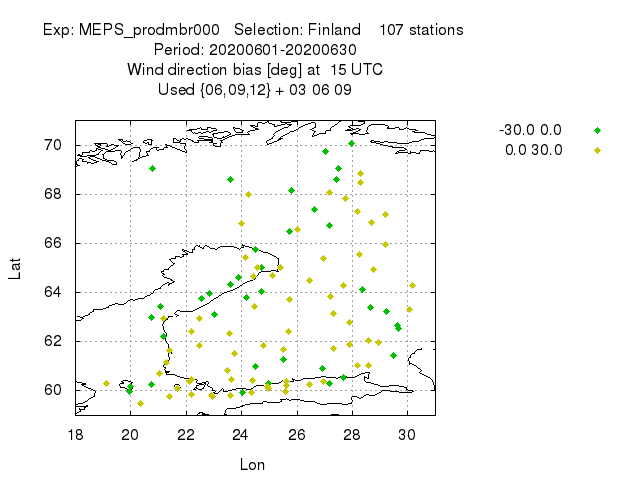 Exp: MEPS_prodmbr000   Selection: Finland    107 stations
Period: 20200601-20200630
Wind direction bias [deg] at  15 UTC
Used {06,09,12} + 03 06 09
-30.0 0.0
0.0 30.0
70
68
66
64
62
60
Lat
18 20 22 24 26 28 30
Lon